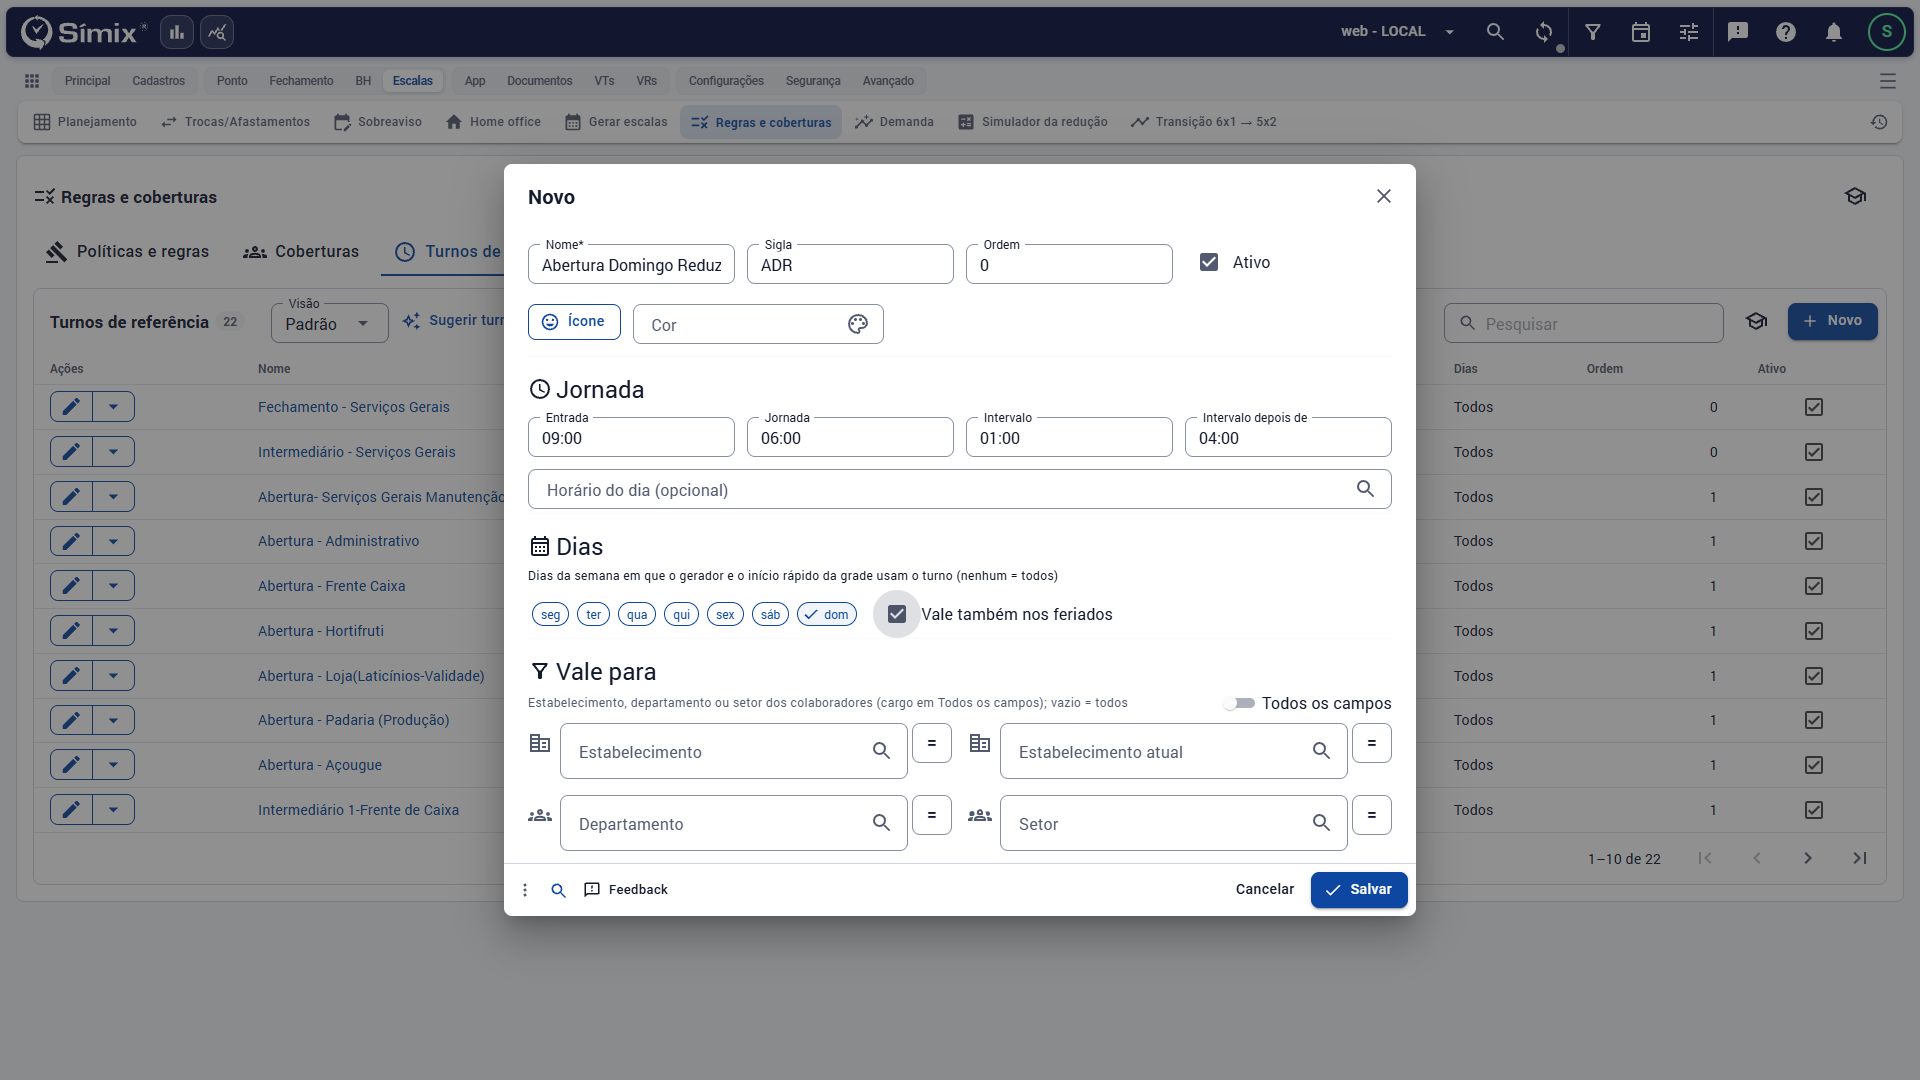 Símix
web - LOCAL
S
Principal Cadastros Ponto Fechamento BH Escalas App Documentos VTs VRs Configurações Segurança Avançado
Planejamento Trocas/Afastamentos Sobreaviso Home office Gerar escalas Regras e coberturas Demanda Simulador da redução Transição 6x1 → 5x2
Regras e coberturas
Políticas e regras Coberturas Turnos de
Turnos de referência 22 Visão Padrão Sugerir turn Pesquisar Novo
Ações Nome Dias Ordem Ativo
Fechamento - Serviços Gerais Todos 0
Intermediário - Serviços Gerais Todos 0
Abertura- Serviços Gerais Manutenção Todos 1
Abertura - Administrativo Todos 1
Abertura - Frente Caixa Todos 1
Abertura - Hortifruti Todos 1
Abertura - Loja(Laticínios-Validade) Todos 1
Abertura - Padaria (Produção) Todos 1
Abertura - Açougue Todos 1
Intermediário 1-Frente de Caixa Todos 1
1–10 de 22
Novo
Nome* Sigla Ordem
Abertura Domingo Reduz ADR 0 Ativo
Ícone Cor
Jornada
Entrada Jornada Intervalo Intervalo depois de
09:00 06:00 01:00 04:00
Horário do dia (opcional)
Dias
Dias da semana em que o gerador e o início rápido da grade usam o turno (nenhum = todos)
seg ter qua qui sex sáb dom Vale também nos feriados
Vale para
Estabelecimento, departamento ou setor dos colaboradores (cargo em Todos os campos); vazio = todos Todos os campos
Estabelecimento = Estabelecimento atual =
Departamento = Setor =
Feedback Cancelar Salvar